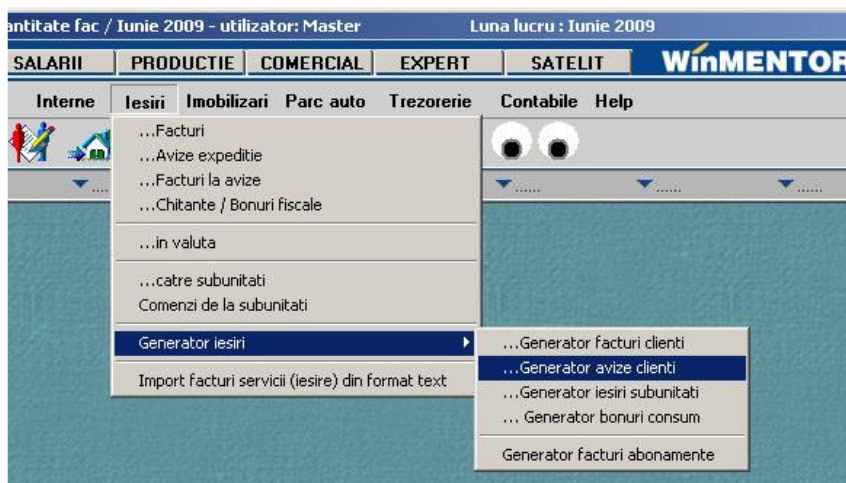 antitate fac / Iunie 2009 - utilizator: Master Luna lucru : Iunie 2009
SALARII PRODUCTIE COMERCIAL EXPERT SATELIT WinMENTOR
Interne Iesiri Imobilizari Parc auto Trezorerie Contabile Help
...Facturi
...Avize expeditie
...Facturi la avize
...Chitante / Bonuri fiscale
...in valuta
...catre subunitati
Comenzi de la subunitati
Generator iesiri
Import facturi servicii (iesire) din format text
...Generator facturi clienti
...Generator avize clienti
...Generator iesiri subunitati
... Generator bonuri consum
Generator facturi abonamente